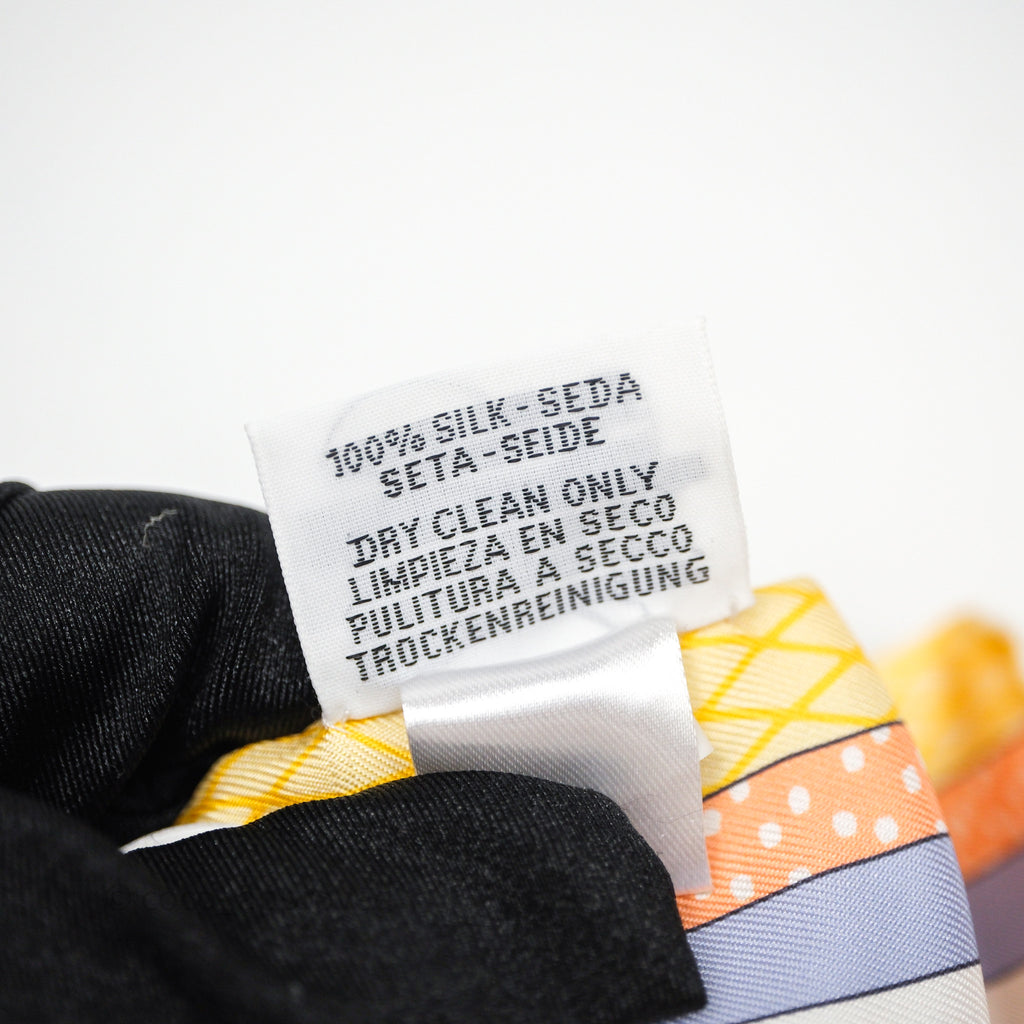 100% SILK - SEDA
SETA - SEIDE
DRY CLEAN ONLY
LIMPIEZA EN SECO
PULITURA A SECCO
TROCKENREINIGUNG